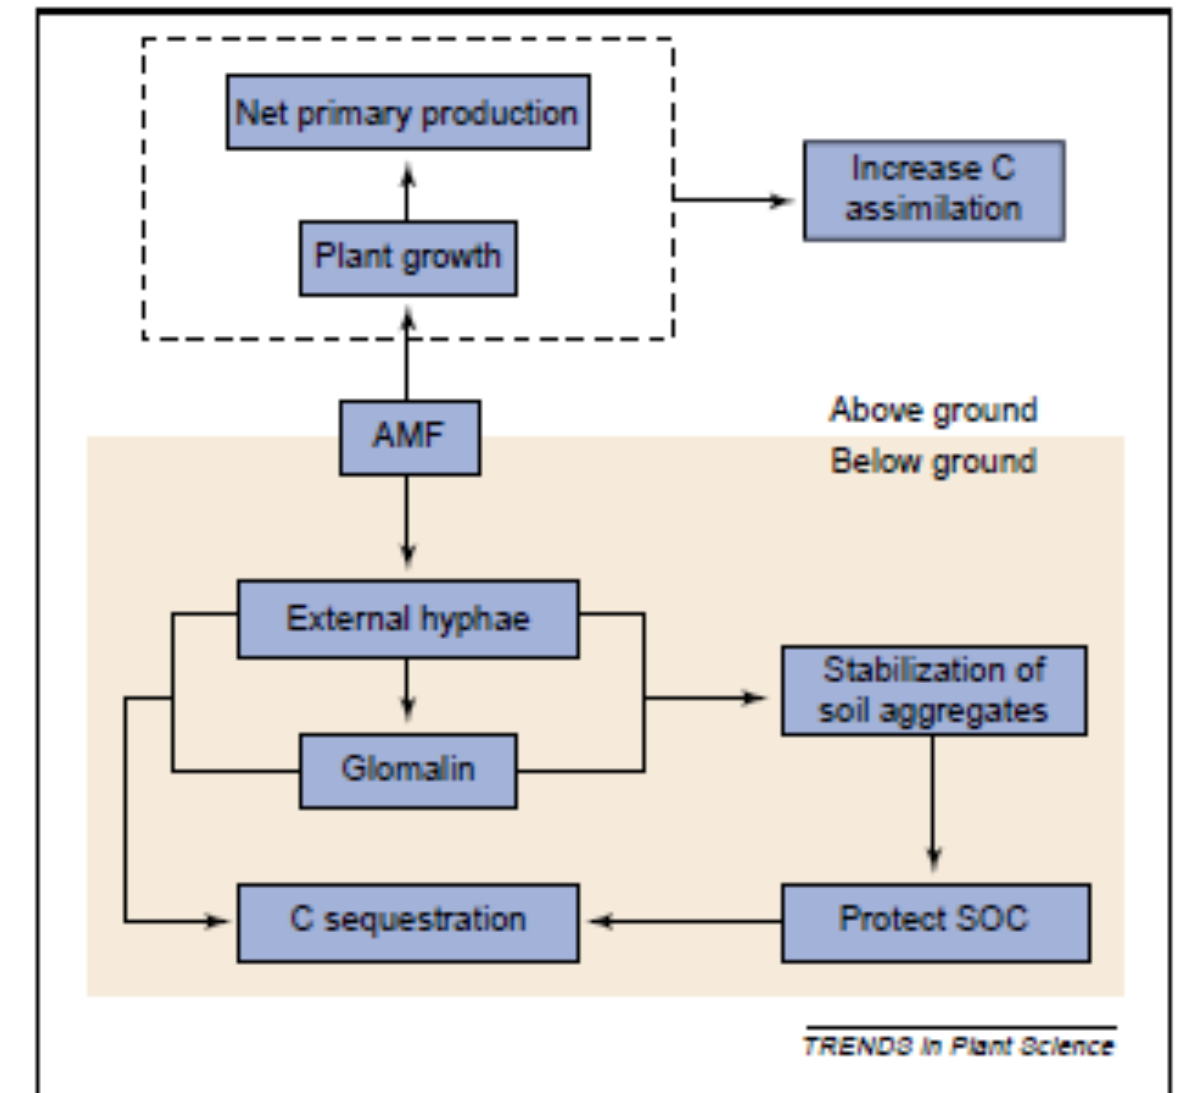 Net primary production
Increase C
assimilation
Plant growth
Above ground
AMF
Below ground
External hyphae
Stabilization of
soil aggregates
Glomalin
C sequestration
Protect SOC
TRENDS in Plant Science